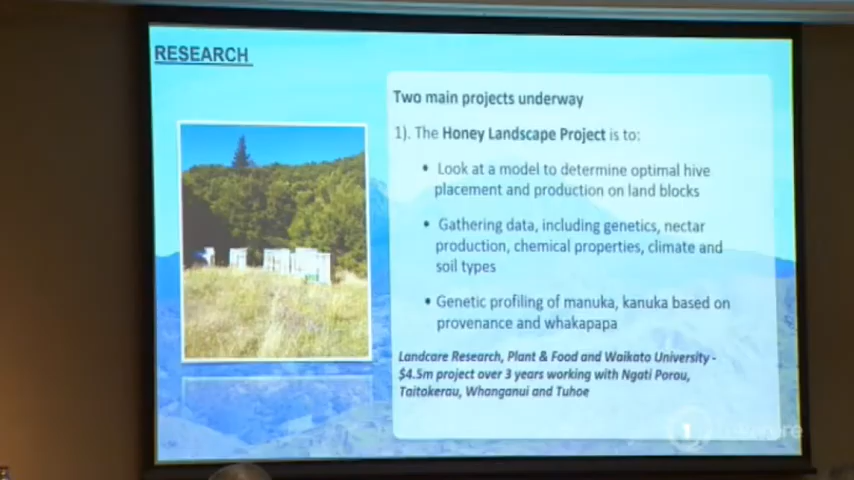 RESEARCH
Two main projects underway
1). The Honey Landscape Project is to:
• Look at a model to determine optimal hive
placement and production on land blocks
• Gathering data, including genetics, nectar
production, chemical properties, climate and
soil types
• Genetic profiling of manuka, kanuka based on
provenance and whakapapa
Landcare Research, Plant & Food and Waikato University -
$4.5m project over 3 years working with Ngati Porou,
Taitokerau, Whanganui and Tuhoe
1